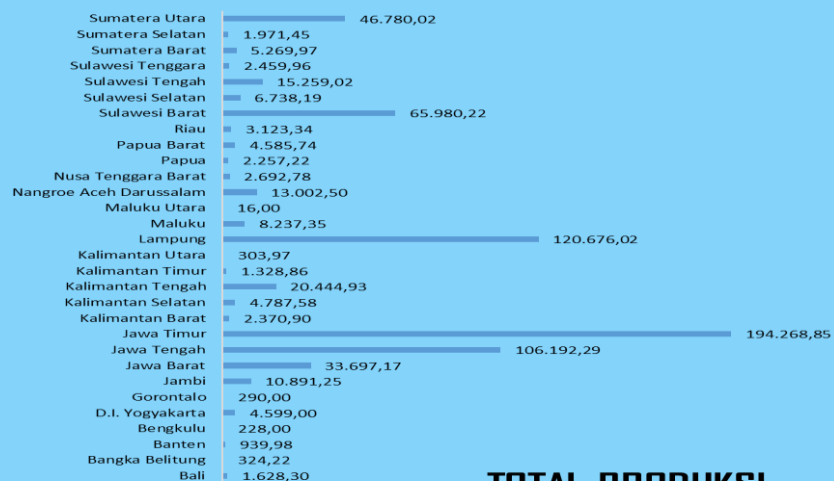 Sumatera Utara 46.780,02
Sumatera Selatan 1.971,45
Sumatera Barat 5.269,97
Sulawesi Tenggara 2.459,96
Sulawesi Tengah 15.259,02
Sulawesi Selatan 6.738,19
Sulawesi Barat 65.980,22
Riau 3.123,34
Papua Barat 4.585,74
Papua 2.257,22
Nusa Tenggara Barat 2.692,78
Nangroe Aceh Darussalam 13.002,50
Maluku Utara 16,00
Maluku 8.237,35
Lampung 120.676,02
Kalimantan Utara 303,97
Kalimantan Timur 1.328,86
Kalimantan Tengah 20.444,93
Kalimantan Selatan 4.787,58
Kalimantan Barat 2.370,90
Jawa Timur 194.268,85
Jawa Tengah 106.192,29
Jawa Barat 33.697,17
Jambi 10.891,25
Gorontalo 290,00
D.I. Yogyakarta 4.599,00
Bengkulu 228,00
Banten 939,98
Bangka Belitung 324,22
Bali 1.628,30
TOTAL PRODUKSI